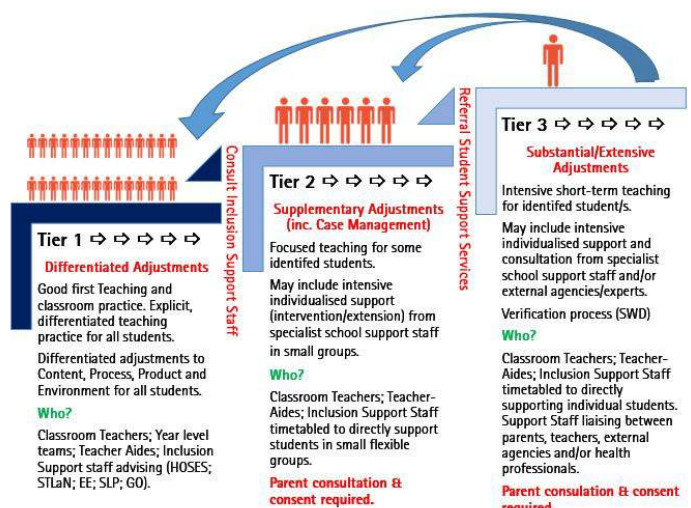 Tier 1
Differentiated Adjustments
Good first Teaching and
classroom practice. Explicit,
differentiated teaching
practice for all students.
Differentiated adjustments to
Content, Process, Product and
Environment for all students.
Who?
Classroom Teachers; Year level
teams; Teacher Aides; Inclusion
Support staff advising (HOSES;
STLaN; EE; SLP; GO).
Consult Inclusion Support Staff
Tier 2
Supplementary Adjustments
(inc. Case Management)
Focused teaching for some
identifed students.
May include intensive
individualised support
(intervention/extension) from
specialist school support staff
in small groups.
Who?
Classroom Teachers; Teacher-
Aides; Inclusion Support Staff
timetabled to directly support
students in small flexible
groups.
Parent consultation &
consent required.
Referral Student Support Services
Tier 3
Substantial/Extensive
Adjustments
Intensive short-term teaching
for identifed student/s.
May include intensive
individualised support and
consultation from specialist
school support staff and/or
external agencies/experts.
Verification process (SWD)
Who?
Classroom Teachers; Teacher-
Aides; Inclusion Support Staff
timetabled to directly
supporting individual students.
Support Staff liaising between
parents, teachers, external
agencies and/or health
professionals.
Parent consulation & consent
required.